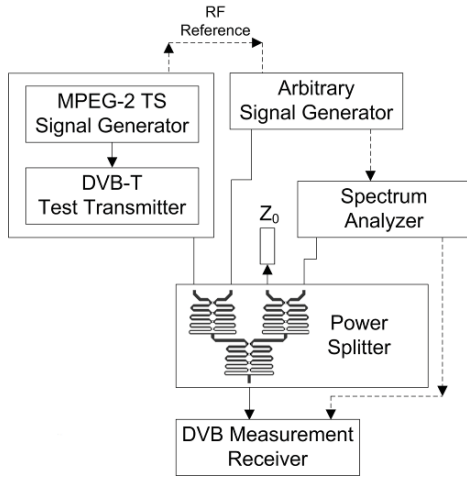 RF
Reference
MPEG-2 TS
Signal Generator
Arbitrary
Signal Generator
DVB-T
Test Transmitter
Spectrum
Analyzer
Z₀
Power
Splitter
DVB Measurement
Receiver